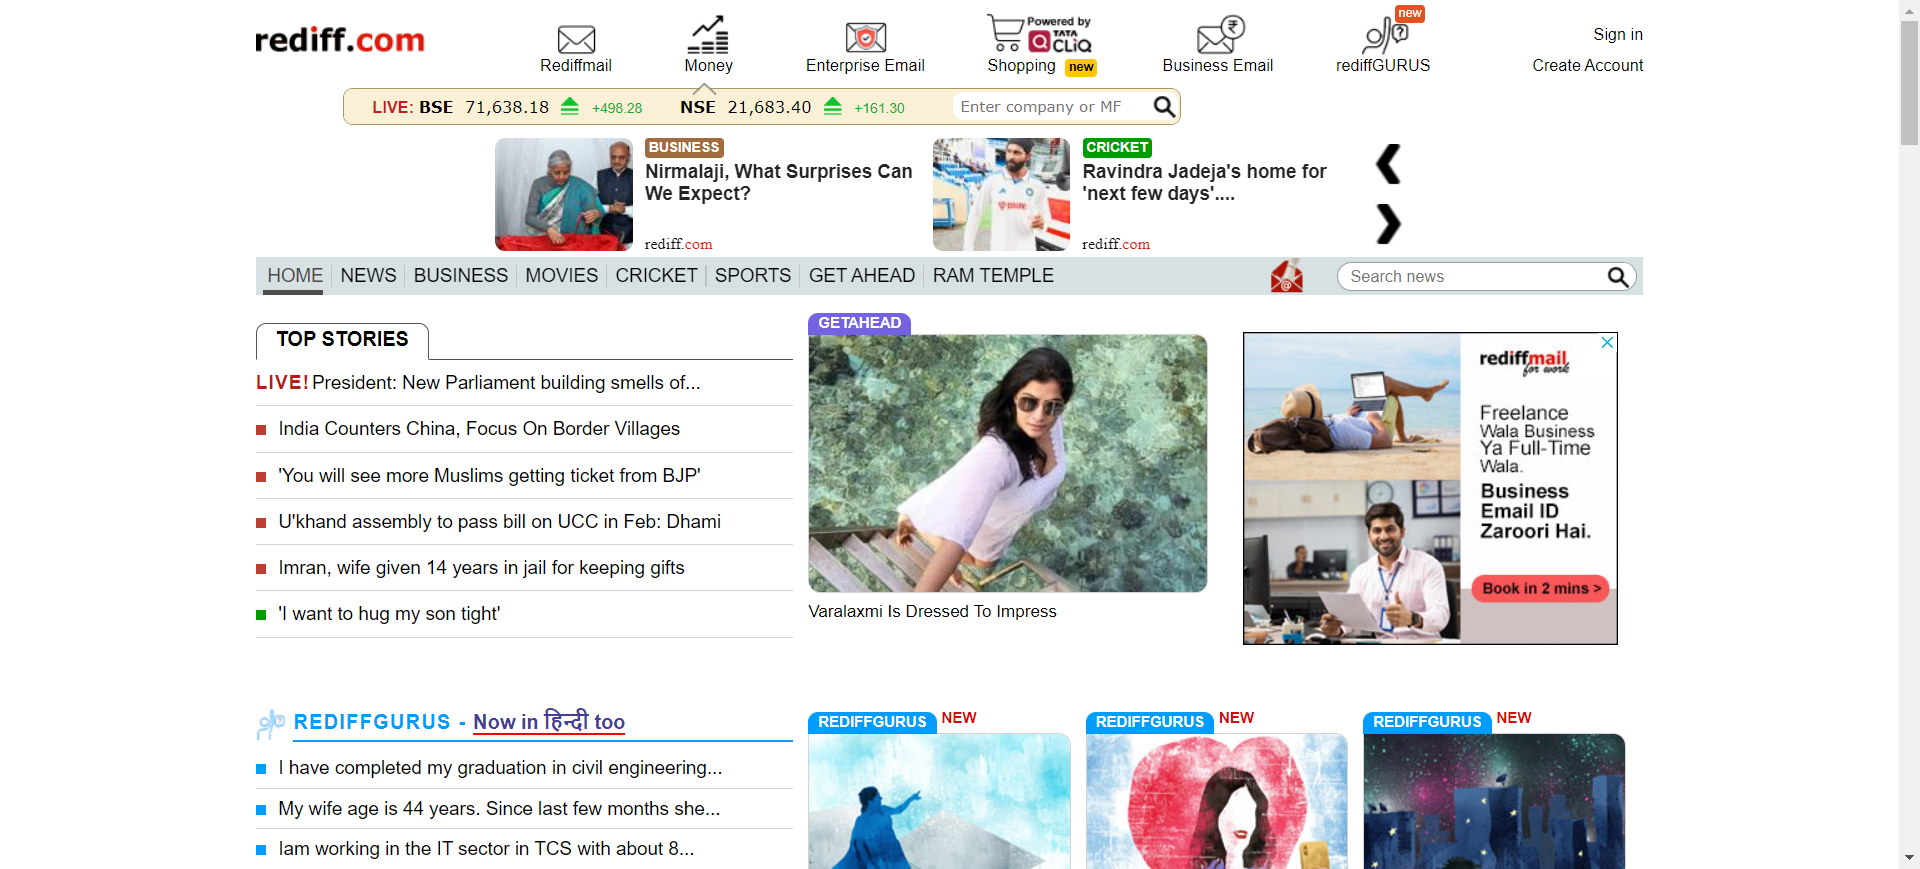 rediff.com
Rediffmail
Money
Enterprise Email
Powered by
TATA
CLiQ
Shopping new
Business Email
new
rediffGURUS
Sign in
Create Account
LIVE: BSE 71,638.18 +498.28 NSE 21,683.40 +161.30 Enter company or MF
BUSINESS
Nirmalaji, What Surprises Can
We Expect?
rediff.com
CRICKET
Ravindra Jadeja's home for
'next few days'....
rediff.com
HOME NEWS BUSINESS MOVIES CRICKET SPORTS GET AHEAD RAM TEMPLE Search news
TOP STORIES
LIVE! President: New Parliament building smells of...
India Counters China, Focus On Border Villages
'You will see more Muslims getting ticket from BJP'
U'khand assembly to pass bill on UCC in Feb: Dhami
Imran, wife given 14 years in jail for keeping gifts
'I want to hug my son tight'
GETAHEAD
Varalaxmi Is Dressed To Impress
rediffmail
for work
Freelance
Wala Business
Ya Full-Time
Wala.
Business
Email ID
Zaroori Hai.
Book in 2 mins >
REDIFFGURUS - Now in हिन्दी too
I have completed my graduation in civil engineering...
My wife age is 44 years. Since last few months she...
Iam working in the IT sector in TCS with about 8...
REDIFFGURUS NEW
REDIFFGURUS NEW
REDIFFGURUS NEW